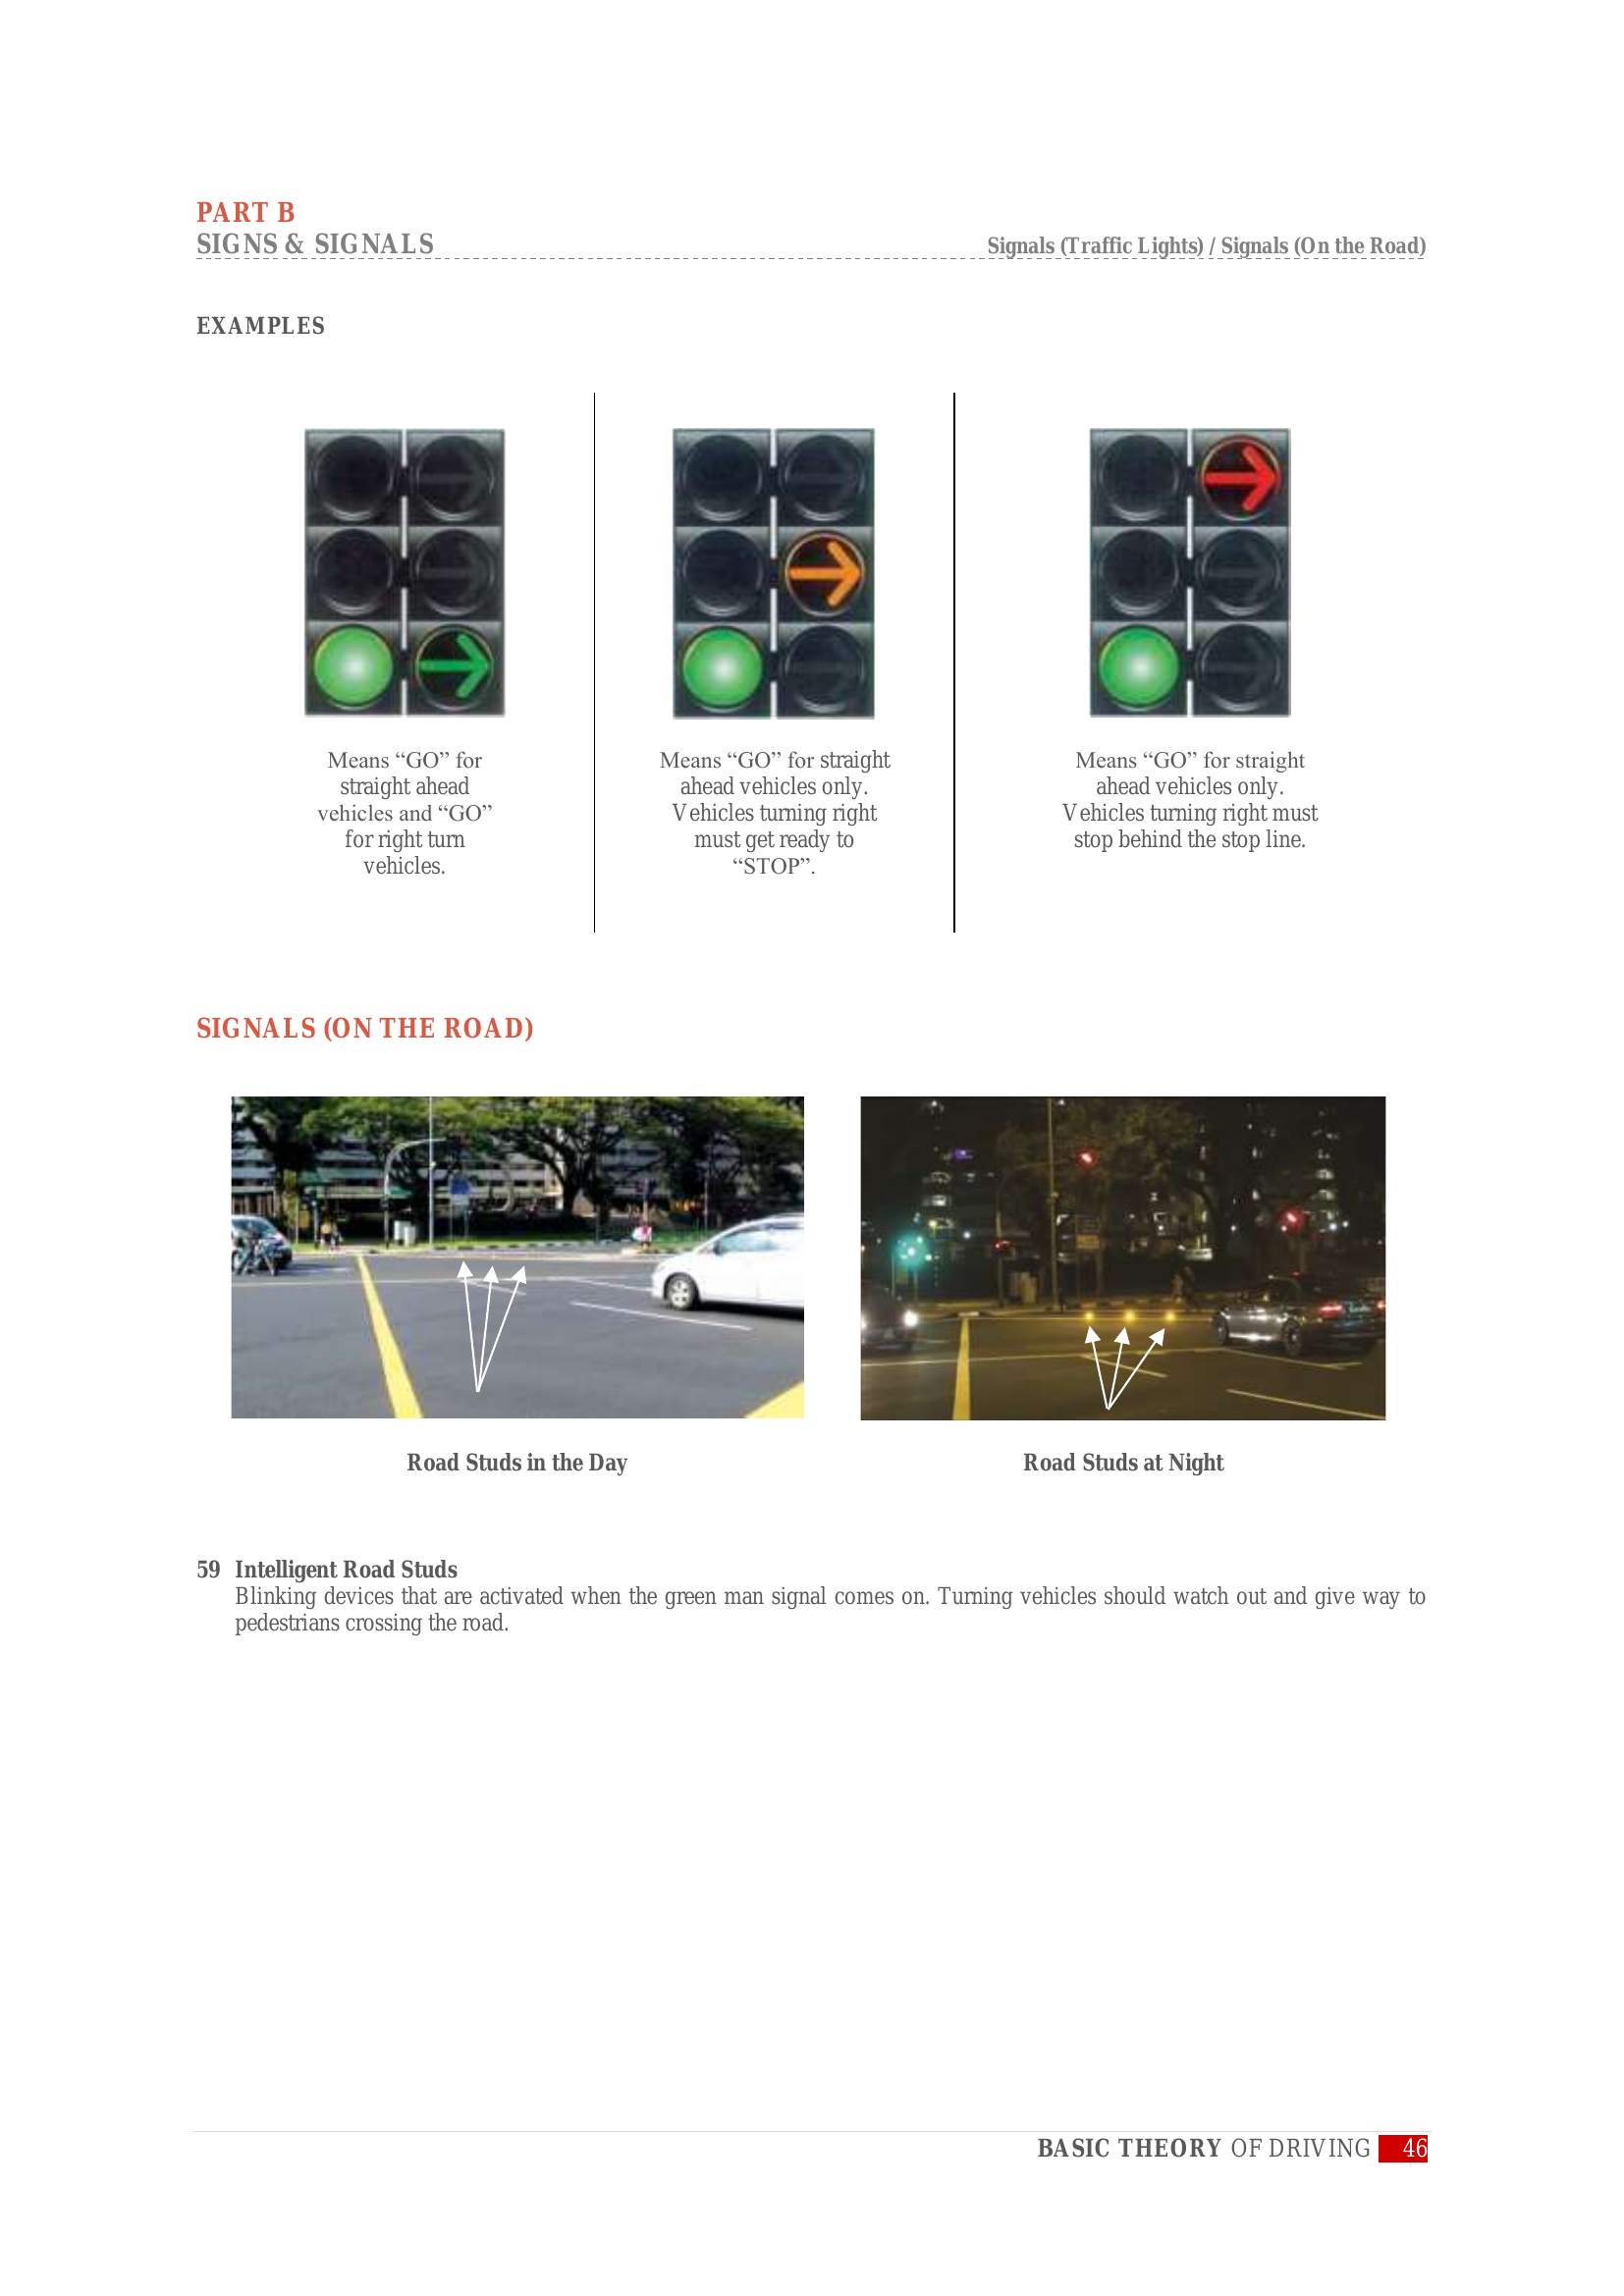 PART B
SIGNS & SIGNALS
Signals (Traffic Lights) / Signals (On the Road)
EXAMPLES
Means “GO” for
straight ahead
vehicles and “GO”
for right turn
vehicles.
Means “GO” for straight
ahead vehicles only.
Vehicles turning right
must get ready to
“STOP”.
Means “GO” for straight
ahead vehicles only.
Vehicles turning right must
stop behind the stop line.
SIGNALS (ON THE ROAD)
Road Studs in the Day
Road Studs at Night
59 Intelligent Road Studs
Blinking devices that are activated when the green man signal comes on. Turning vehicles should watch out and give way to
pedestrians crossing the road.
BASIC THEORY OF DRIVING 46